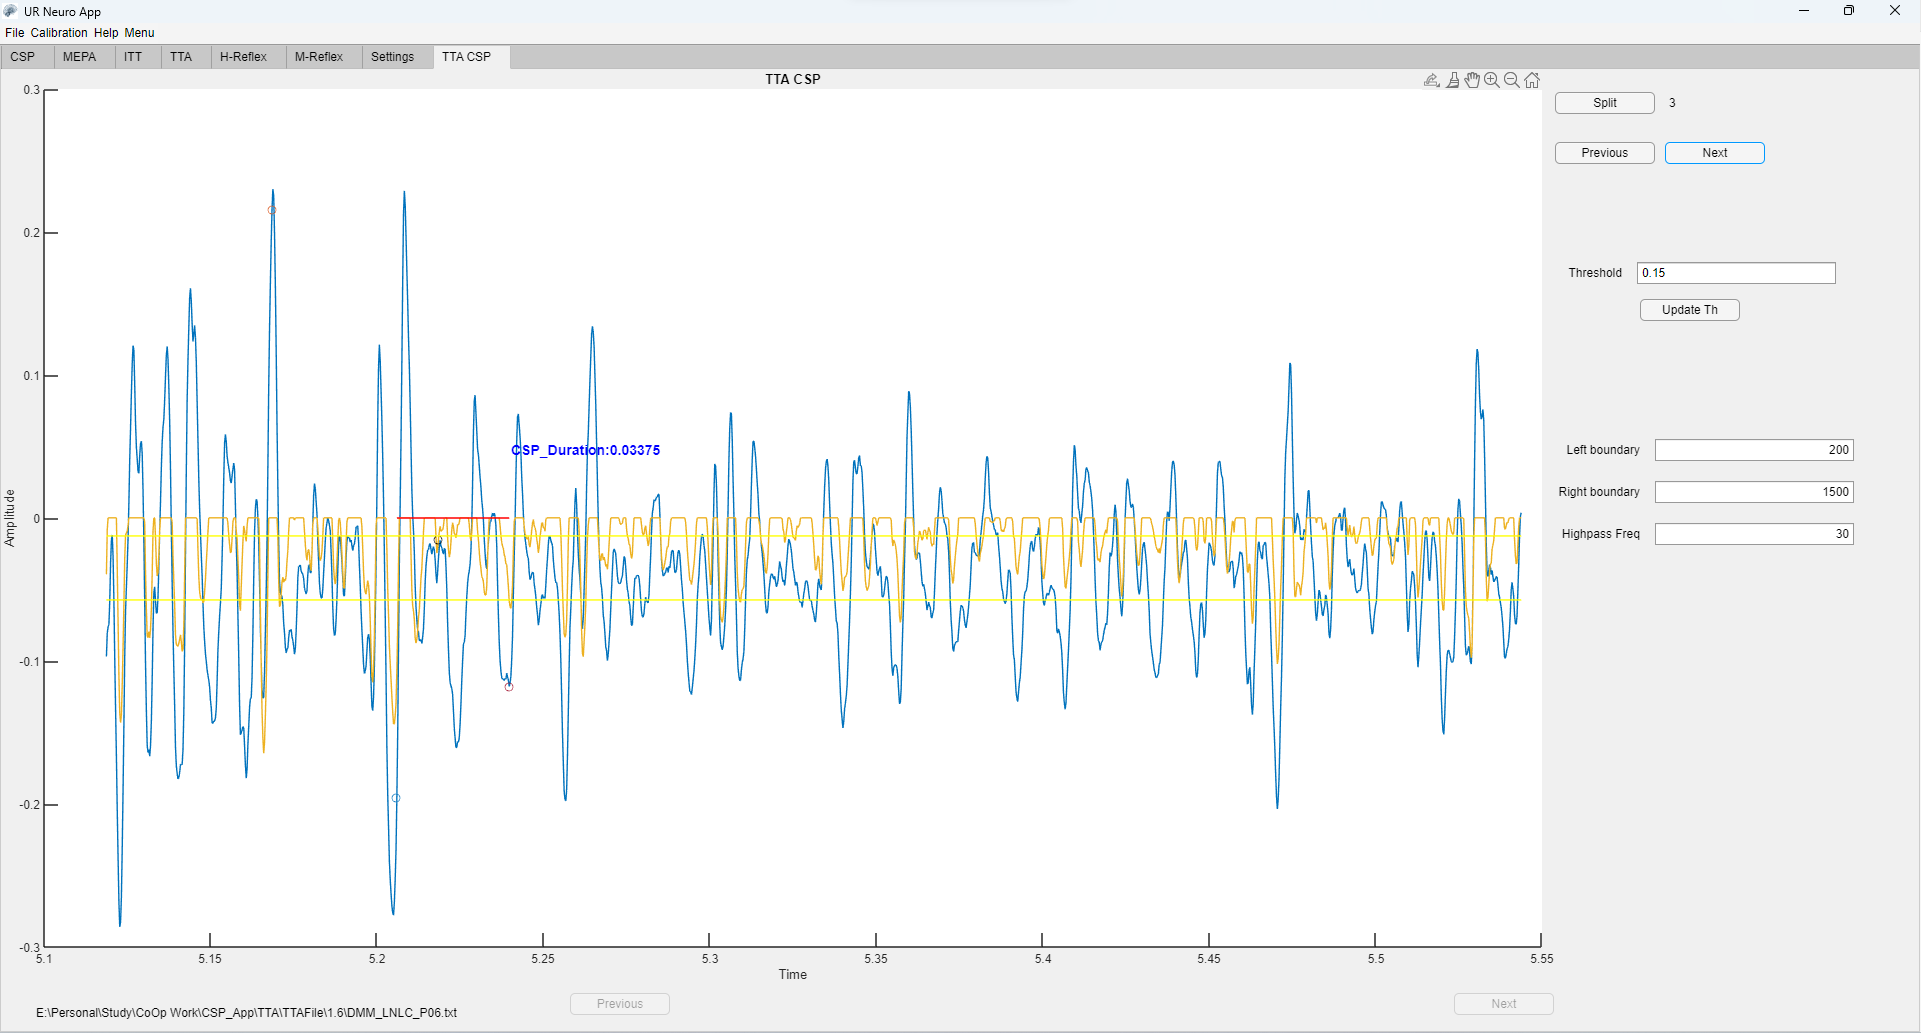 UR Neuro App
File Calibration Help Menu
CSP MEPA ITT TTA H-Reflex M-Reflex Settings TTA CSP
TTA CSP
Split 3
Previous Next
Threshold 0.15
Update Th
Left boundary 200
Right boundary 1500
Highpass Freq 30
CSP_Duration:0.03375
Amplitude
0.3
0.2
0.1
0
-0.1
-0.2
-0.3
5.1 5.15 5.2 5.25 5.3 5.35 5.4 5.45 5.5 5.55
Time
Previous Next
E:\Personal\Study\CoOp Work\CSP_App\TTA\TTAFile\1.6\DMM_LNLC_P06.txt